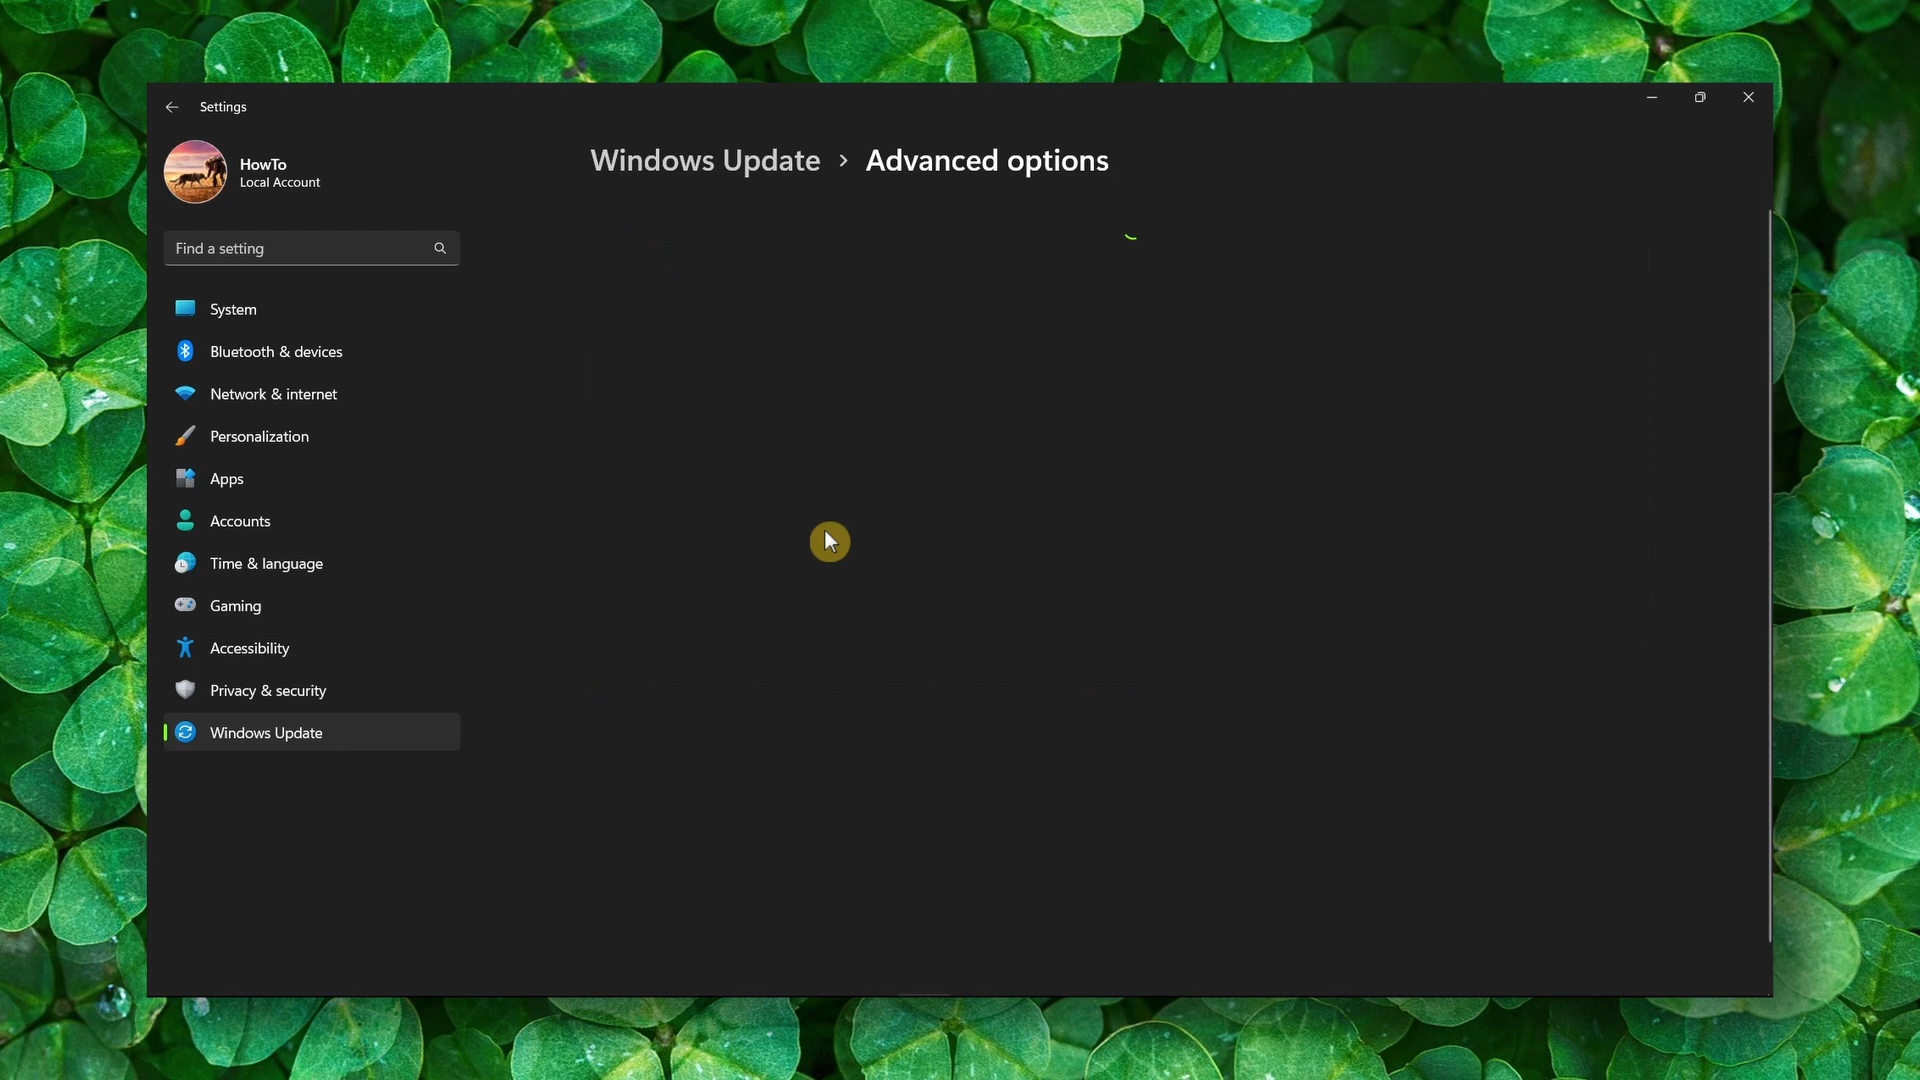 Settings
HowTo
Local Account
Windows Update > Advanced options
Find a setting
System
Bluetooth & devices
Network & internet
Personalization
Apps
Accounts
Time & language
Gaming
Accessibility
Privacy & security
Windows Update